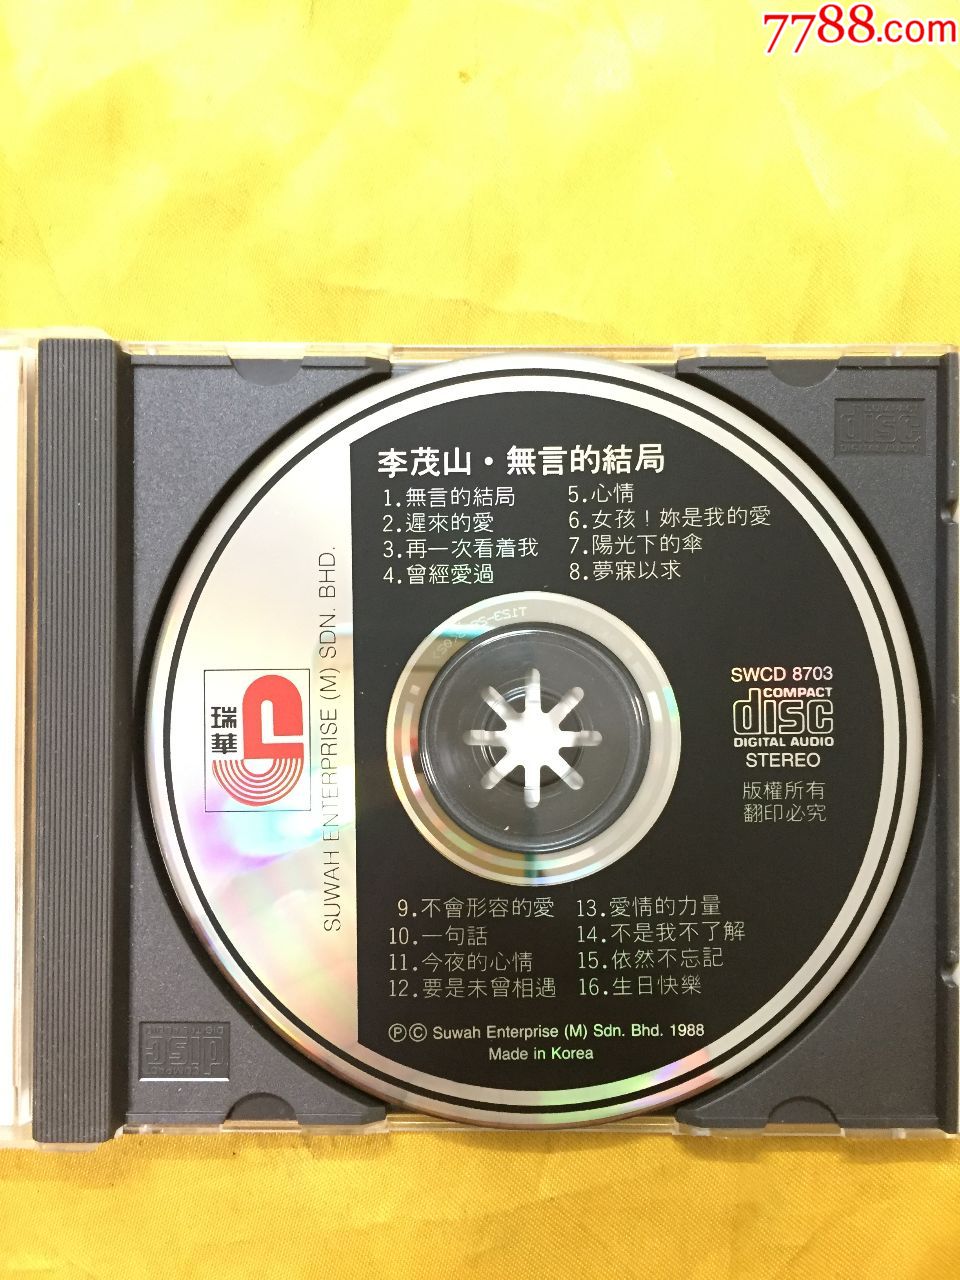 7788.com
李茂山·無言的結局
1.無言的結局
2.遲來的愛
3.再一次看着我
4.曾經愛過
5.心情
6.女孩！妳是我的愛
7.陽光下的傘
8.夢寐以求
瑞華
SUWAH ENTERPRISE (M) SDN. BHD.
SWCD 8703
COMPACT
disc
DIGITAL AUDIO
STEREO
版權所有
翻印必究
9.不會形容的愛
10.一句話
11.今夜的心情
12.要是未曾相遇
13.愛情的力量
14.不是我不了解
15.依然不忘記
16.生日快樂
ⓅⒸ Suwah Enterprise (M) Sdn. Bhd. 1988
Made in Korea